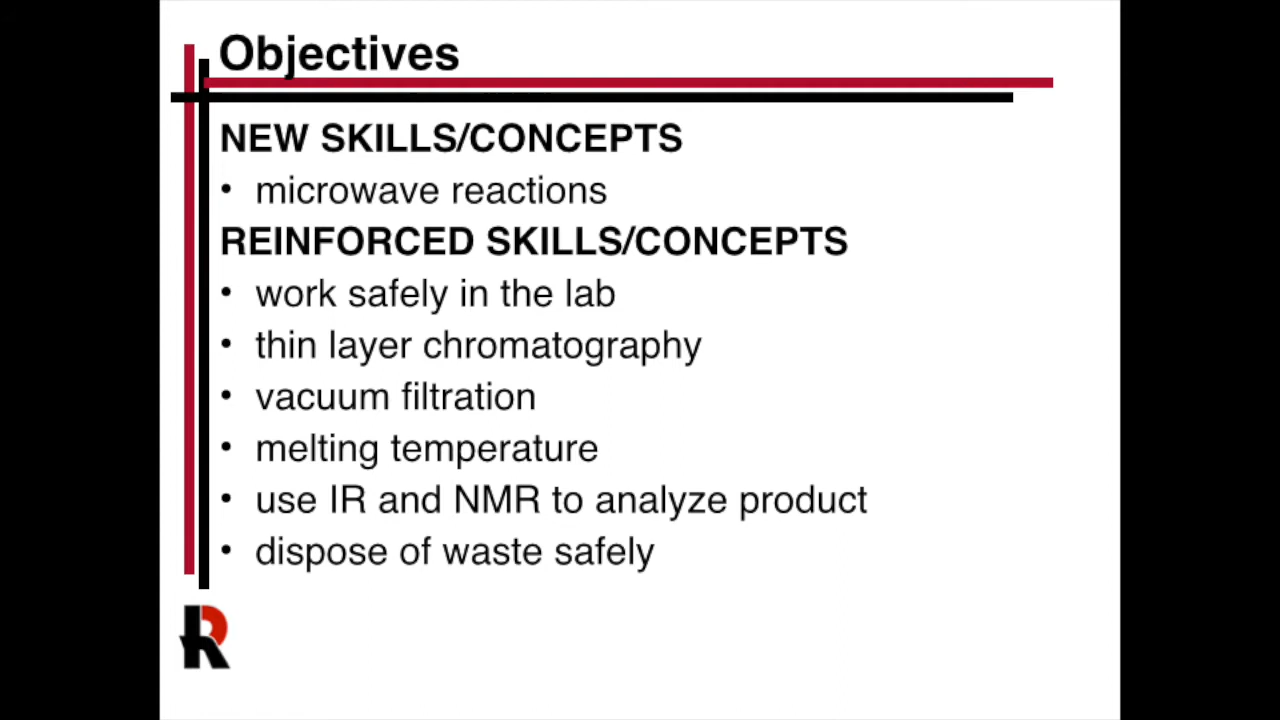 Objectives
NEW SKILLS/CONCEPTS
• microwave reactions
REINFORCED SKILLS/CONCEPTS
• work safely in the lab
• thin layer chromatography
• vacuum filtration
• melting temperature
• use IR and NMR to analyze product
• dispose of waste safely
R